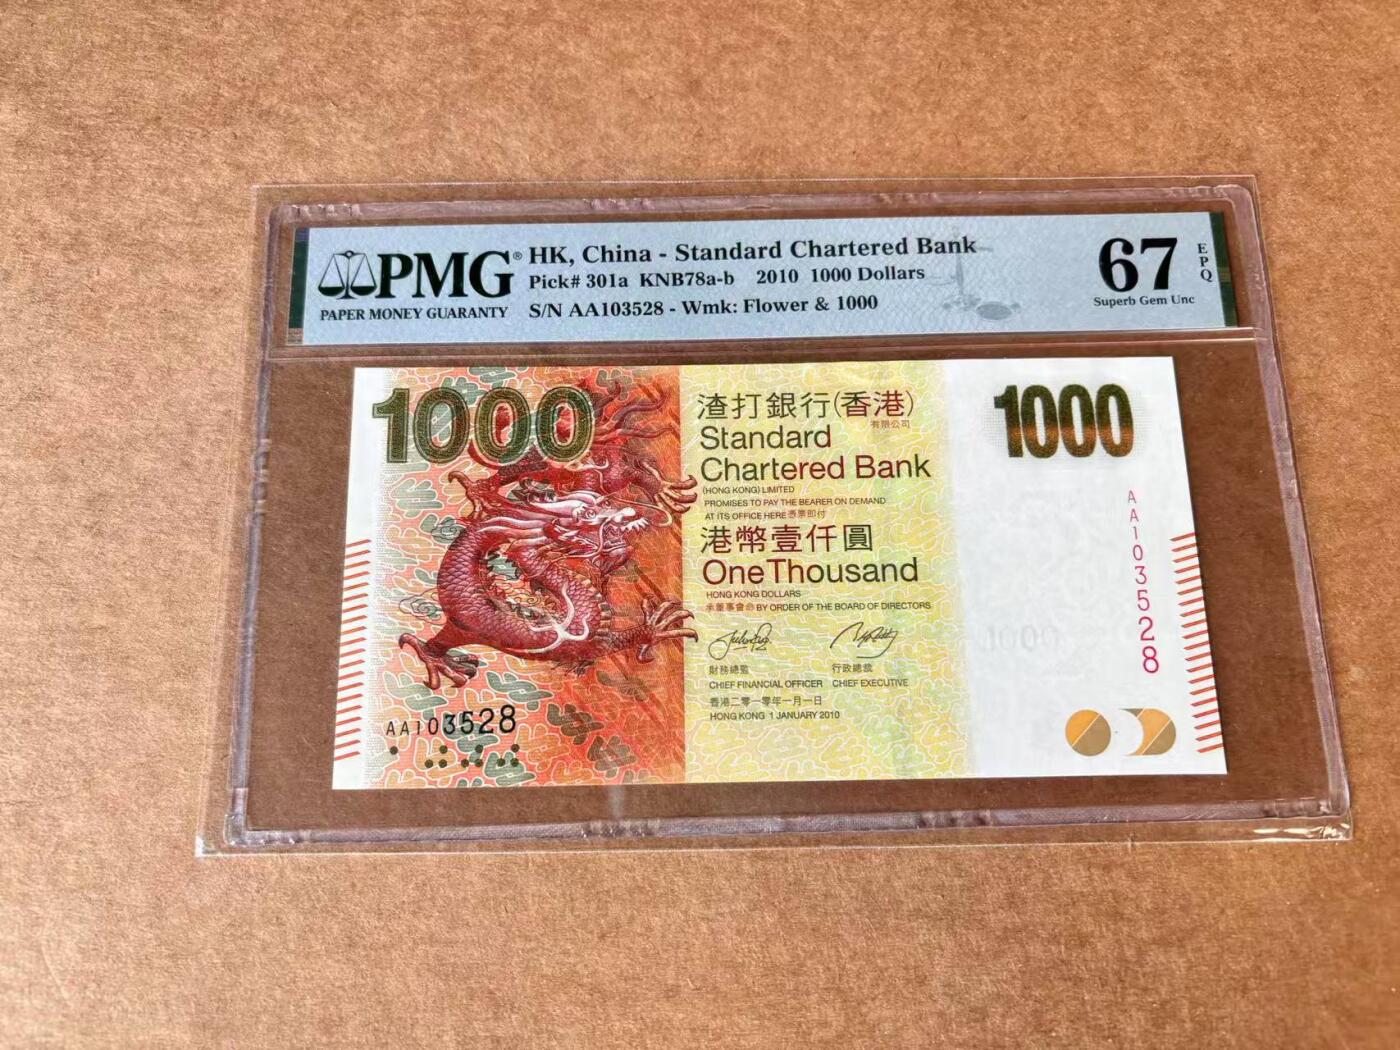 PMG®
PAPER MONEY GUARANTY
HK, China - Standard Chartered Bank
Pick# 301a KNB78a-b 2010 1000 Dollars
S/N AA103528 - Wmk: Flower & 1000
67
EPQ
Superb Gem Unc
1000
渣打銀行(香港)
有限公司
Standard
Chartered Bank
(HONG KONG) LIMITED
PROMISES TO PAY THE BEARER ON DEMAND
AT ITS OFFICE HERE 憑票即付
港幣壹仟圓
One Thousand
HONG KONG DOLLARS
承董事會命 BY ORDER OF THE BOARD OF DIRECTORS
財務總監 行政總裁
CHIEF FINANCIAL OFFICER CHIEF EXECUTIVE
香港二零一零年一月一日
HONG KONG 1 JANUARY 2010
AA103528
1000
AA103528
1000